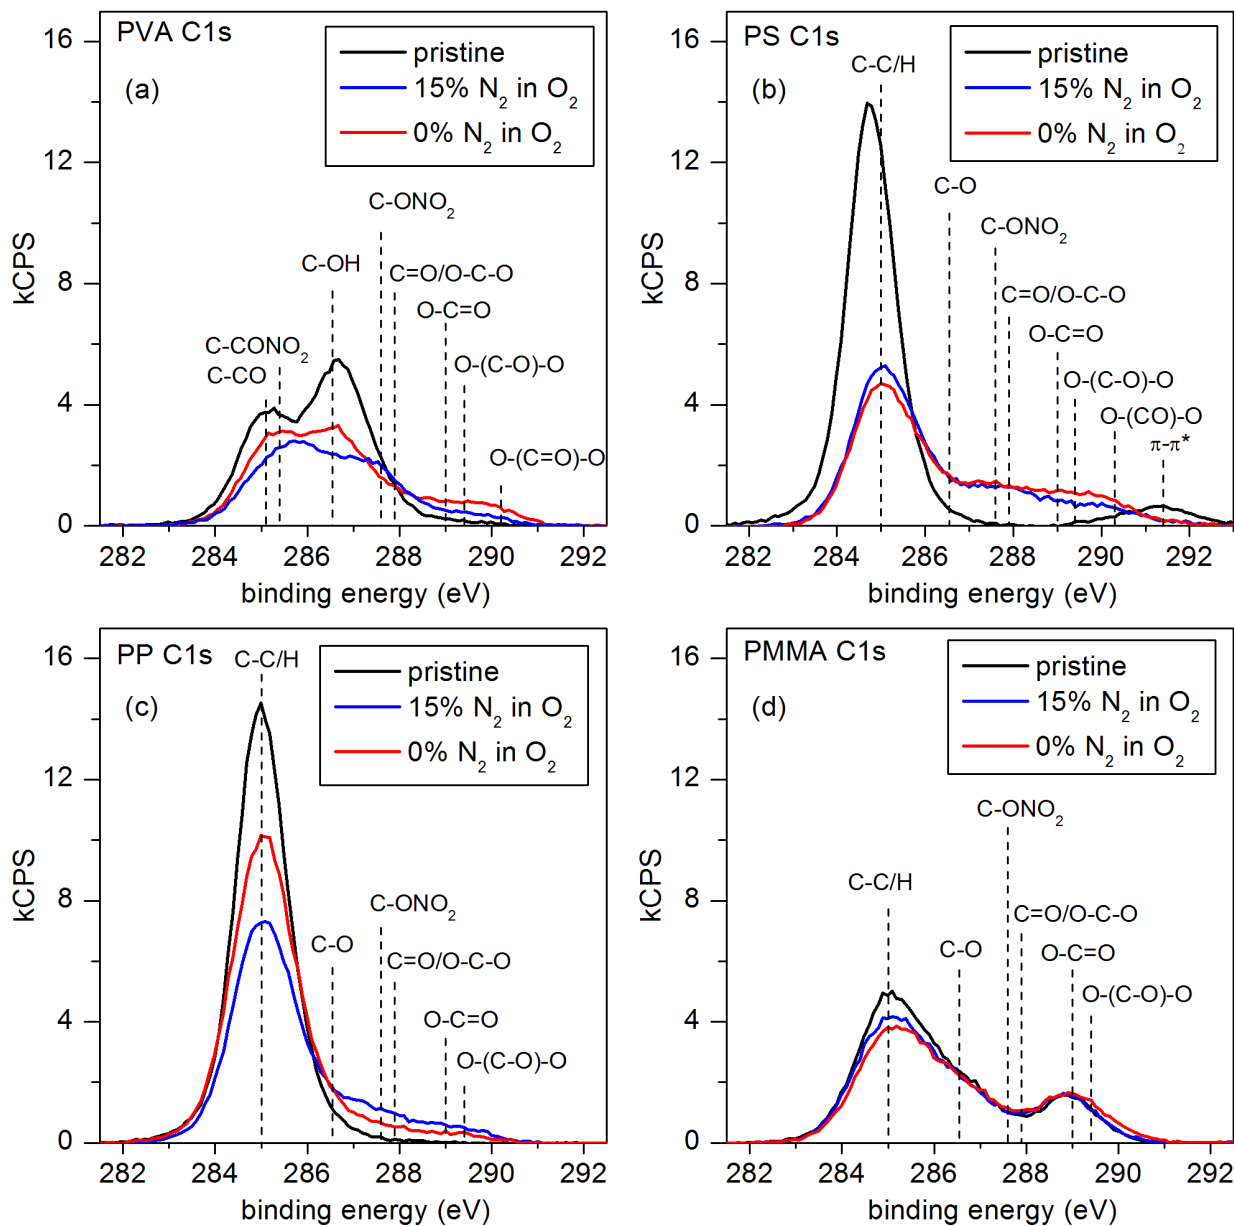 PVA C1s
(a)
pristine
15% N₂ in O₂
0% N₂ in O₂
C-ONO₂
C-OH
C=O/O-C-O
O-C=O
C-CONO₂
C-CO
O-(C-O)-O
O-(C=O)-O
kCPS
16
12
8
4
0
282 284 286 288 290 292
binding energy (eV)
PS C1s
(b)
pristine
15% N₂ in O₂
0% N₂ in O₂
C-C/H
C-O
C-ONO₂
C=O/O-C-O
O-C=O
O-(C-O)-O
O-(CO)-O
π-π*
kCPS
16
12
8
4
0
282 284 286 288 290 292
binding energy (eV)
PP C1s
(c)
pristine
15% N₂ in O₂
0% N₂ in O₂
C-C/H
C-ONO₂
C-O
C=O/O-C-O
O-C=O
O-(C-O)-O
kCPS
16
12
8
4
0
282 284 286 288 290 292
binding energy (eV)
PMMA C1s
(d)
pristine
15% N₂ in O₂
0% N₂ in O₂
C-ONO₂
C-C/H
C=O/O-C-O
C-O
O-C=O
O-(C-O)-O
kCPS
16
12
8
4
0
282 284 286 288 290 292
binding energy (eV)